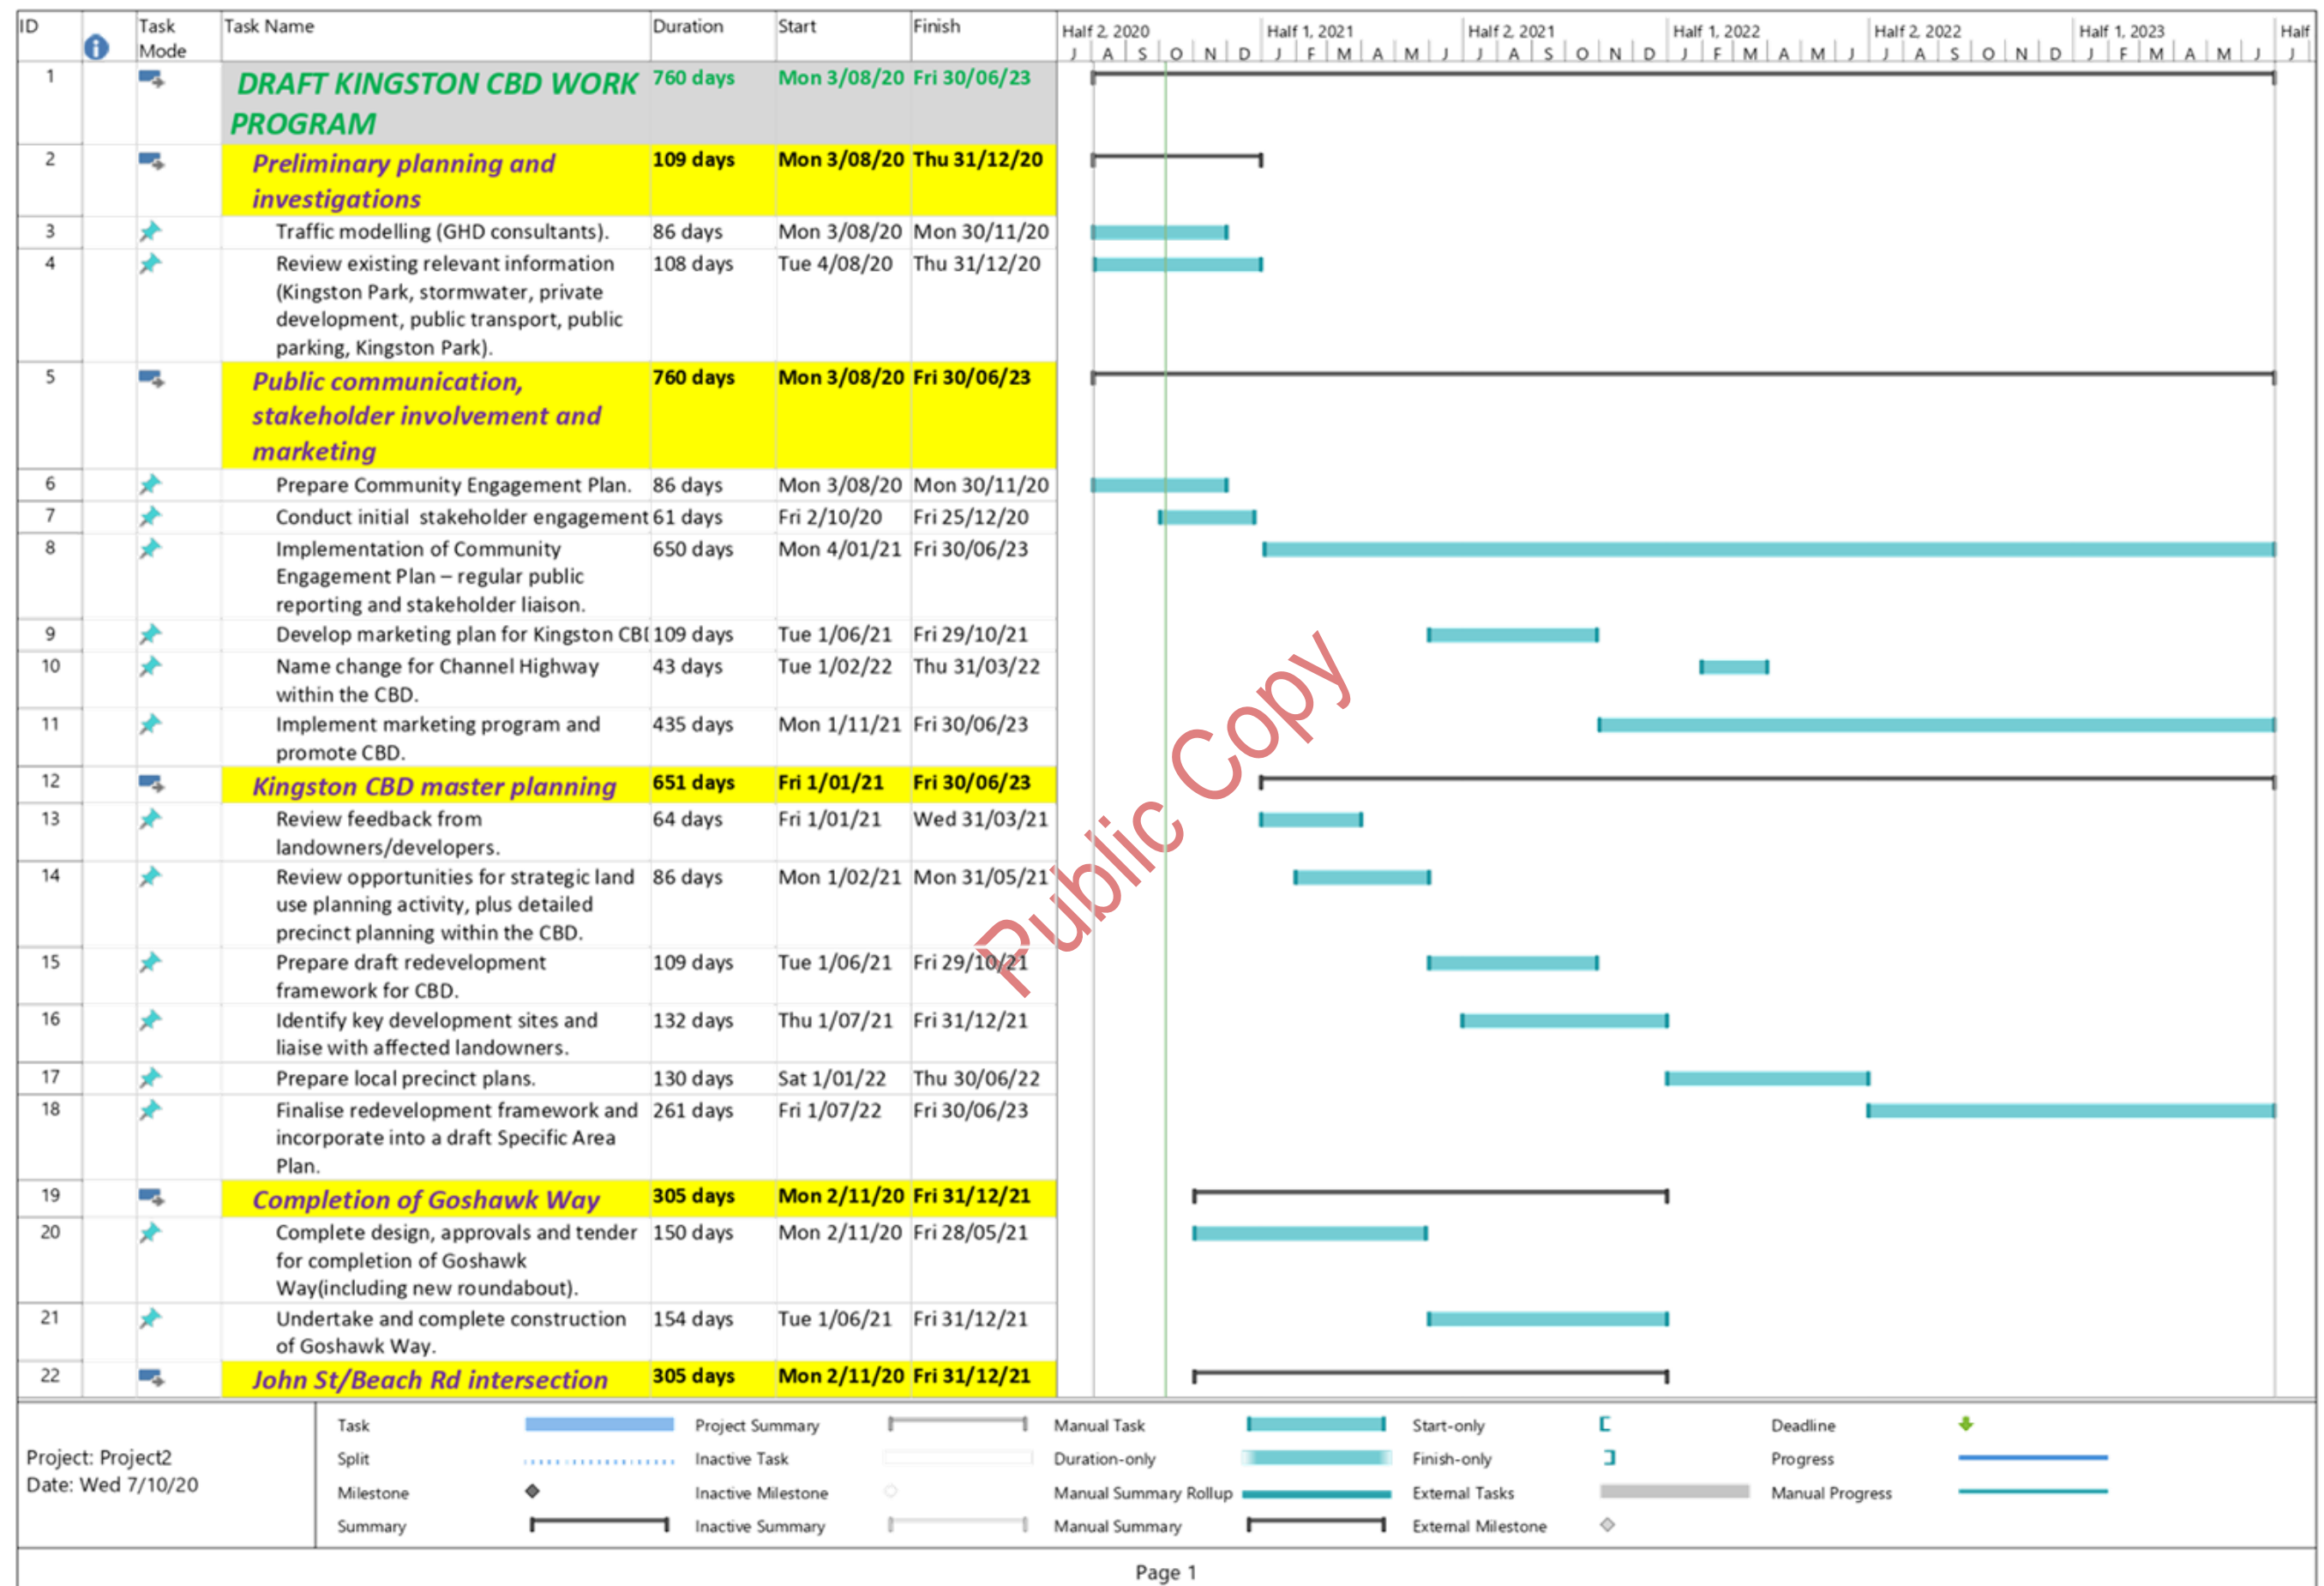 ID Task Mode Task Name Duration Start Finish Half 2, 2020 Half 1, 2021 Half 2, 2021 Half 1, 2022 Half 2, 2022 Half 1, 2023 Half
J A S O N D J F M A M J J A S O N D J F M A M J J A S O N D J F M A M J J
1 DRAFT KINGSTON CBD WORK 760 days Mon 3/08/20 Fri 30/06/23
PROGRAM
2 Preliminary planning and 109 days Mon 3/08/20 Thu 31/12/20
investigations
3 Traffic modelling (GHD consultants). 86 days Mon 3/08/20 Mon 30/11/20
4 Review existing relevant information 108 days Tue 4/08/20 Thu 31/12/20
(Kingston Park, stormwater, private
development, public transport, public
parking, Kingston Park).
5 Public communication, 760 days Mon 3/08/20 Fri 30/06/23
stakeholder involvement and
marketing
6 Prepare Community Engagement Plan. 86 days Mon 3/08/20 Mon 30/11/20
7 Conduct initial stakeholder engagement 61 days Fri 2/10/20 Fri 25/12/20
8 Implementation of Community 650 days Mon 4/01/21 Fri 30/06/23
Engagement Plan – regular public
reporting and stakeholder liaison.
9 Develop marketing plan for Kingston CBD 109 days Tue 1/06/21 Fri 29/10/21
10 Name change for Channel Highway 43 days Tue 1/02/22 Thu 31/03/22
within the CBD.
11 Implement marketing program and 435 days Mon 1/11/21 Fri 30/06/23
promote CBD.
12 Kingston CBD master planning 651 days Fri 1/01/21 Fri 30/06/23
13 Review feedback from 64 days Fri 1/01/21 Wed 31/03/21
landowners/developers.
14 Review opportunities for strategic land 86 days Mon 1/02/21 Mon 31/05/21
use planning activity, plus detailed
precinct planning within the CBD.
15 Prepare draft redevelopment 109 days Tue 1/06/21 Fri 29/10/21
framework for CBD.
16 Identify key development sites and 132 days Thu 1/07/21 Fri 31/12/21
liaise with affected landowners.
17 Prepare local precinct plans. 130 days Sat 1/01/22 Thu 30/06/22
18 Finalise redevelopment framework and 261 days Fri 1/07/22 Fri 30/06/23
incorporate into a draft Specific Area
Plan.
19 Completion of Goshawk Way 305 days Mon 2/11/20 Fri 31/12/21
20 Complete design, approvals and tender 150 days Mon 2/11/20 Fri 28/05/21
for completion of Goshawk
Way(including new roundabout).
21 Undertake and complete construction 154 days Tue 1/06/21 Fri 31/12/21
of Goshawk Way.
22 John St/Beach Rd intersection 305 days Mon 2/11/20 Fri 31/12/21
Public Copy
Project: Project2
Date: Wed 7/10/20
Task Project Summary Manual Task Start-only Deadline
Split Inactive Task Duration-only Finish-only Progress
Milestone Inactive Milestone Manual Summary Rollup External Tasks Manual Progress
Summary Inactive Summary Manual Summary External Milestone
Page 1